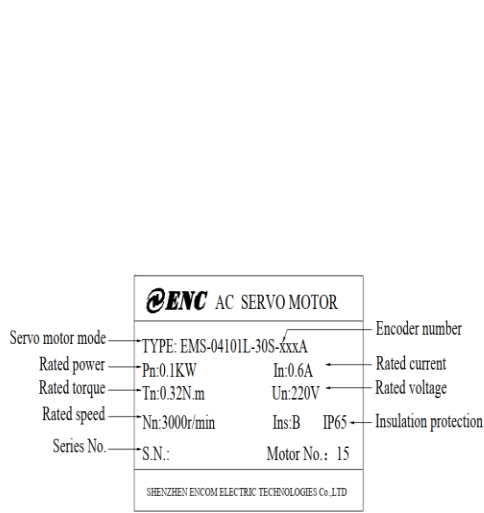 ENC AC SERVO MOTOR
Encoder number
Servo motor mode TYPE: EMS-04101L-30S-xxxA
Rated power Pn:0.1KW In:0.6A Rated current
Rated torque Tn:0.32N.m Un:220V Rated voltage
Rated speed Nn:3000r/min Ins:B IP65 Insulation protection
Series No. S.N.: Motor No.: 15
SHENZHEN ENCOM ELECTRIC TECHNOLOGIES Co.,LTD